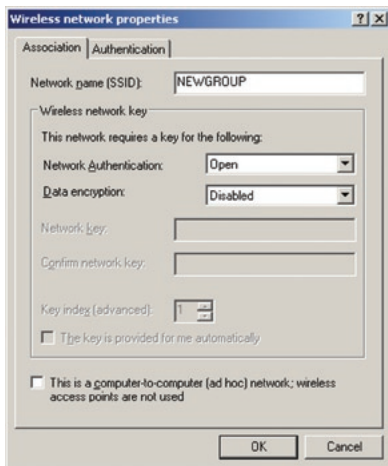 Wireless network properties
Association
Authentication
Network name (SSID):
NEWGROUP
Wireless network key
This network requires a key for the following:
Network Authentication:
Open
Data encryption:
Disabled
Network key:
Confirm network key:
Key index (advanced):
1
The key is provided for me automatically
This is a computer-to-computer (ad hoc) network; wireless
access points are not used
OK
Cancel